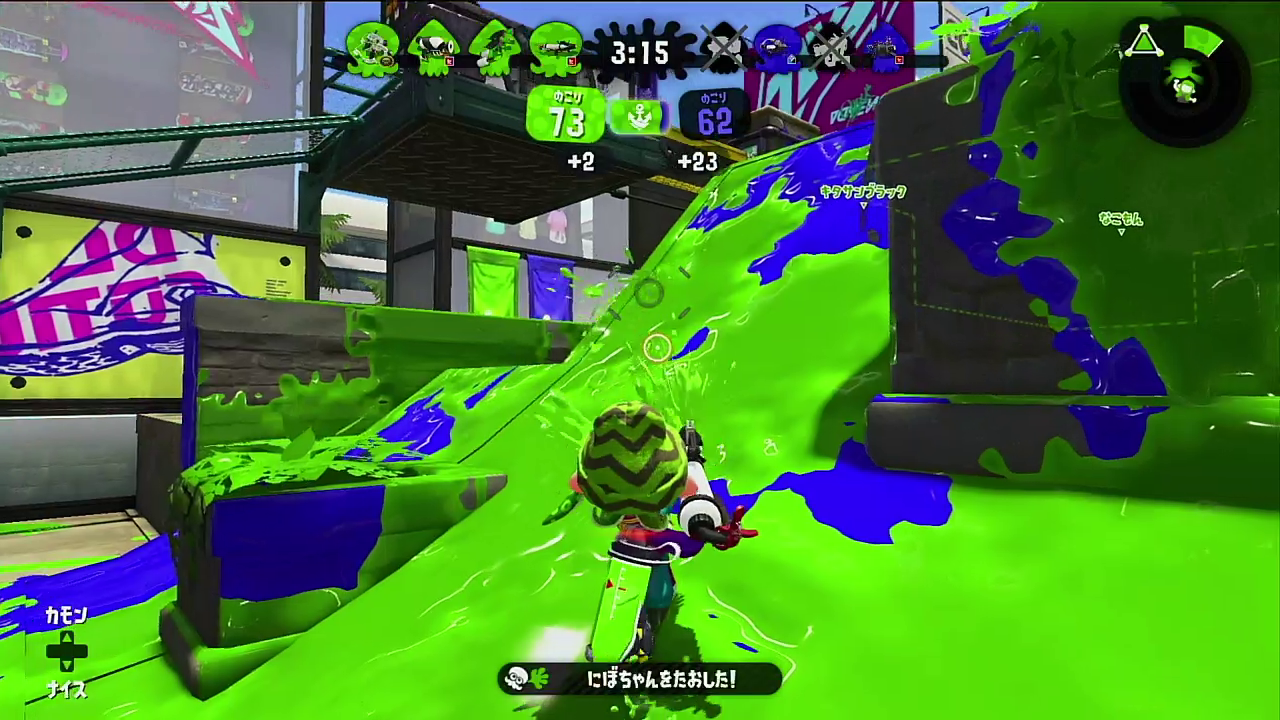 3:15
のこり
73
のこり
62
+2
+23
キタサンブラック
なこもん
カモン
ナイス
にぼちゃんをたおした!